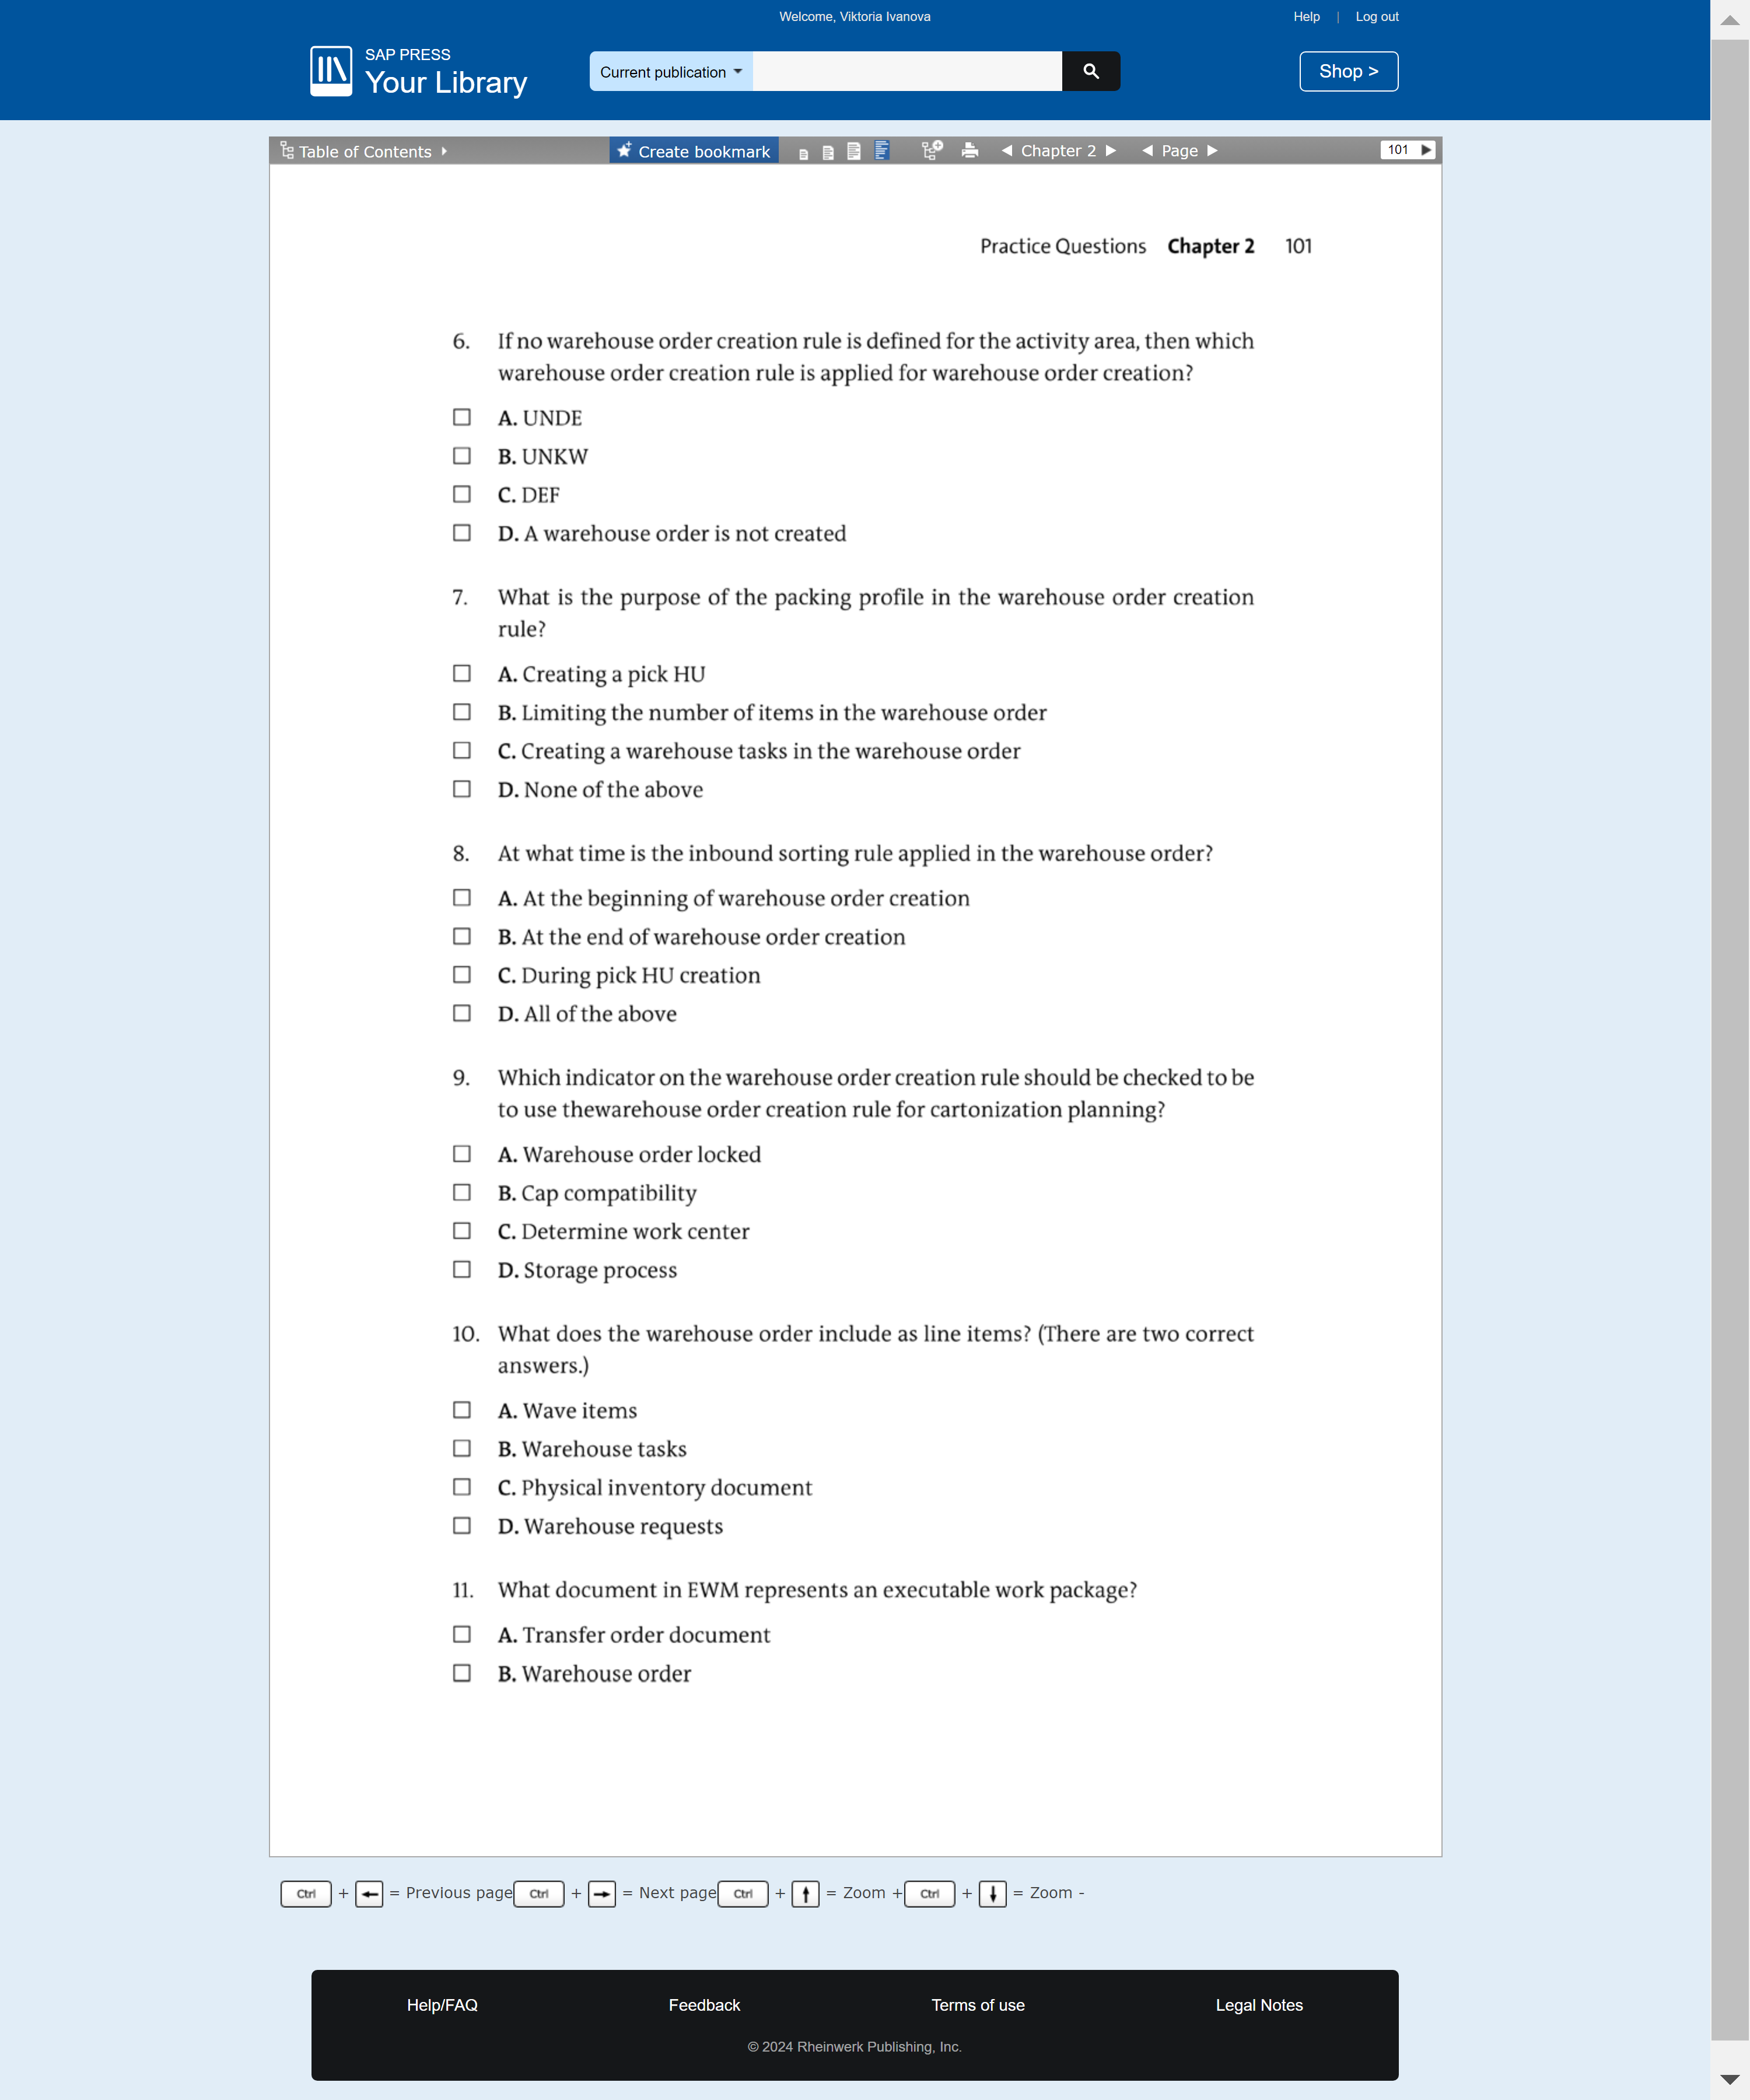 Welcome, Viktoria Ivanova
Help | Log out
SAP PRESS
Your Library
Current publication
Shop >
Table of Contents
Create bookmark
Chapter 2
Page
101
Practice Questions Chapter 2 101
6. If no warehouse order creation rule is defined for the activity area, then which
warehouse order creation rule is applied for warehouse order creation?
A. UNDE
B. UNKW
C. DEF
D. A warehouse order is not created
7. What is the purpose of the packing profile in the warehouse order creation
rule?
A. Creating a pick HU
B. Limiting the number of items in the warehouse order
C. Creating a warehouse tasks in the warehouse order
D. None of the above
8. At what time is the inbound sorting rule applied in the warehouse order?
A. At the beginning of warehouse order creation
B. At the end of warehouse order creation
C. During pick HU creation
D. All of the above
9. Which indicator on the warehouse order creation rule should be checked to be
to use thewarehouse order creation rule for cartonization planning?
A. Warehouse order locked
B. Cap compatibility
C. Determine work center
D. Storage process
10. What does the warehouse order include as line items? (There are two correct
answers.)
A. Wave items
B. Warehouse tasks
C. Physical inventory document
D. Warehouse requests
11. What document in EWM represents an executable work package?
A. Transfer order document
B. Warehouse order
Ctrl + ← = Previous page Ctrl + → = Next page Ctrl + ↑ = Zoom + Ctrl + ↓ = Zoom -
Help/FAQ Feedback Terms of use Legal Notes
© 2024 Rheinwerk Publishing, Inc.